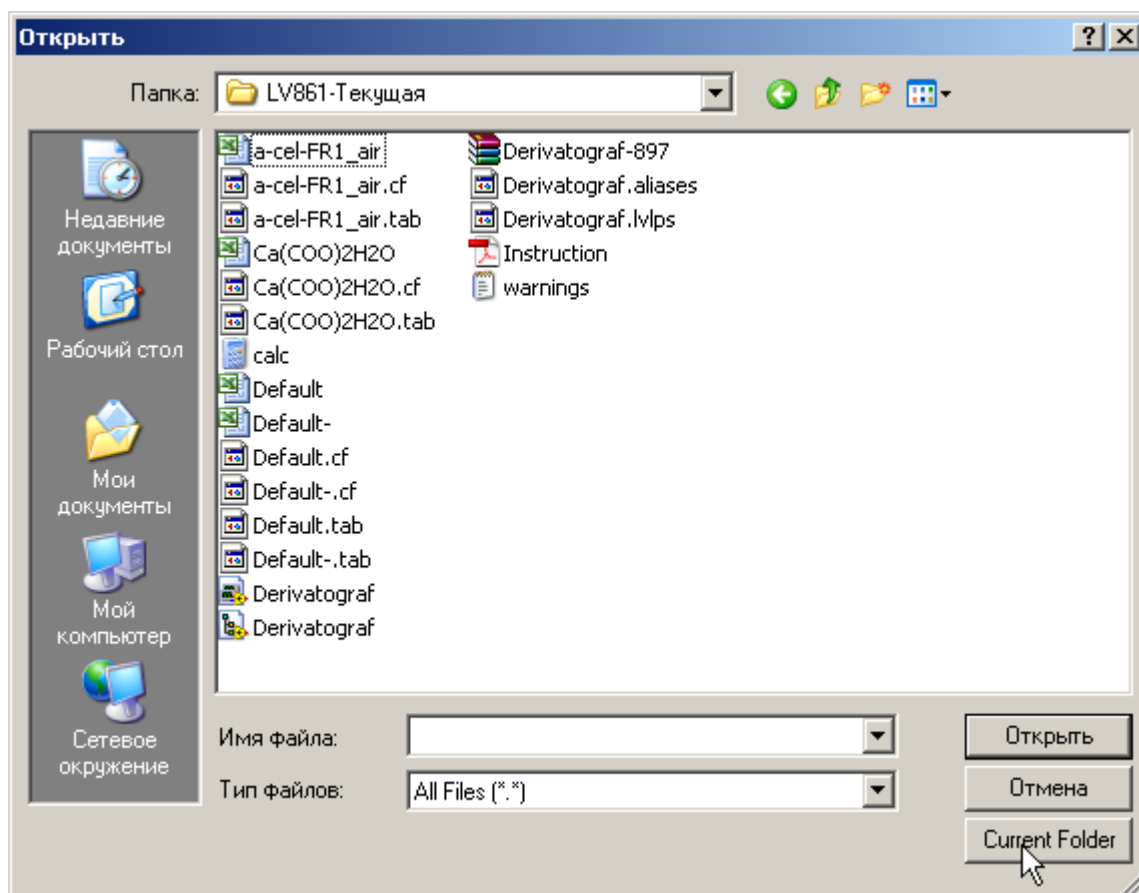 Открыть
Папка: LV861-Текущая
Недавние
документы
Рабочий стол
Мои
документы
Мой
компьютер
Сетевое
окружение
a-cel-FR1_air
a-cel-FR1_air.cf
a-cel-FR1_air.tab
Ca(COO)2H2O
Ca(COO)2H2O.cf
Ca(COO)2H2O.tab
calc
Default
Default-
Default.cf
Default-.cf
Default.tab
Default-.tab
Derivatograf
Derivatograf
Derivatograf-897
Derivatograf.aliases
Derivatograf.lvlps
Instruction
warnings
Имя файла:
Открыть
Тип файлов: All Files (*.*)
Отмена
Current Folder